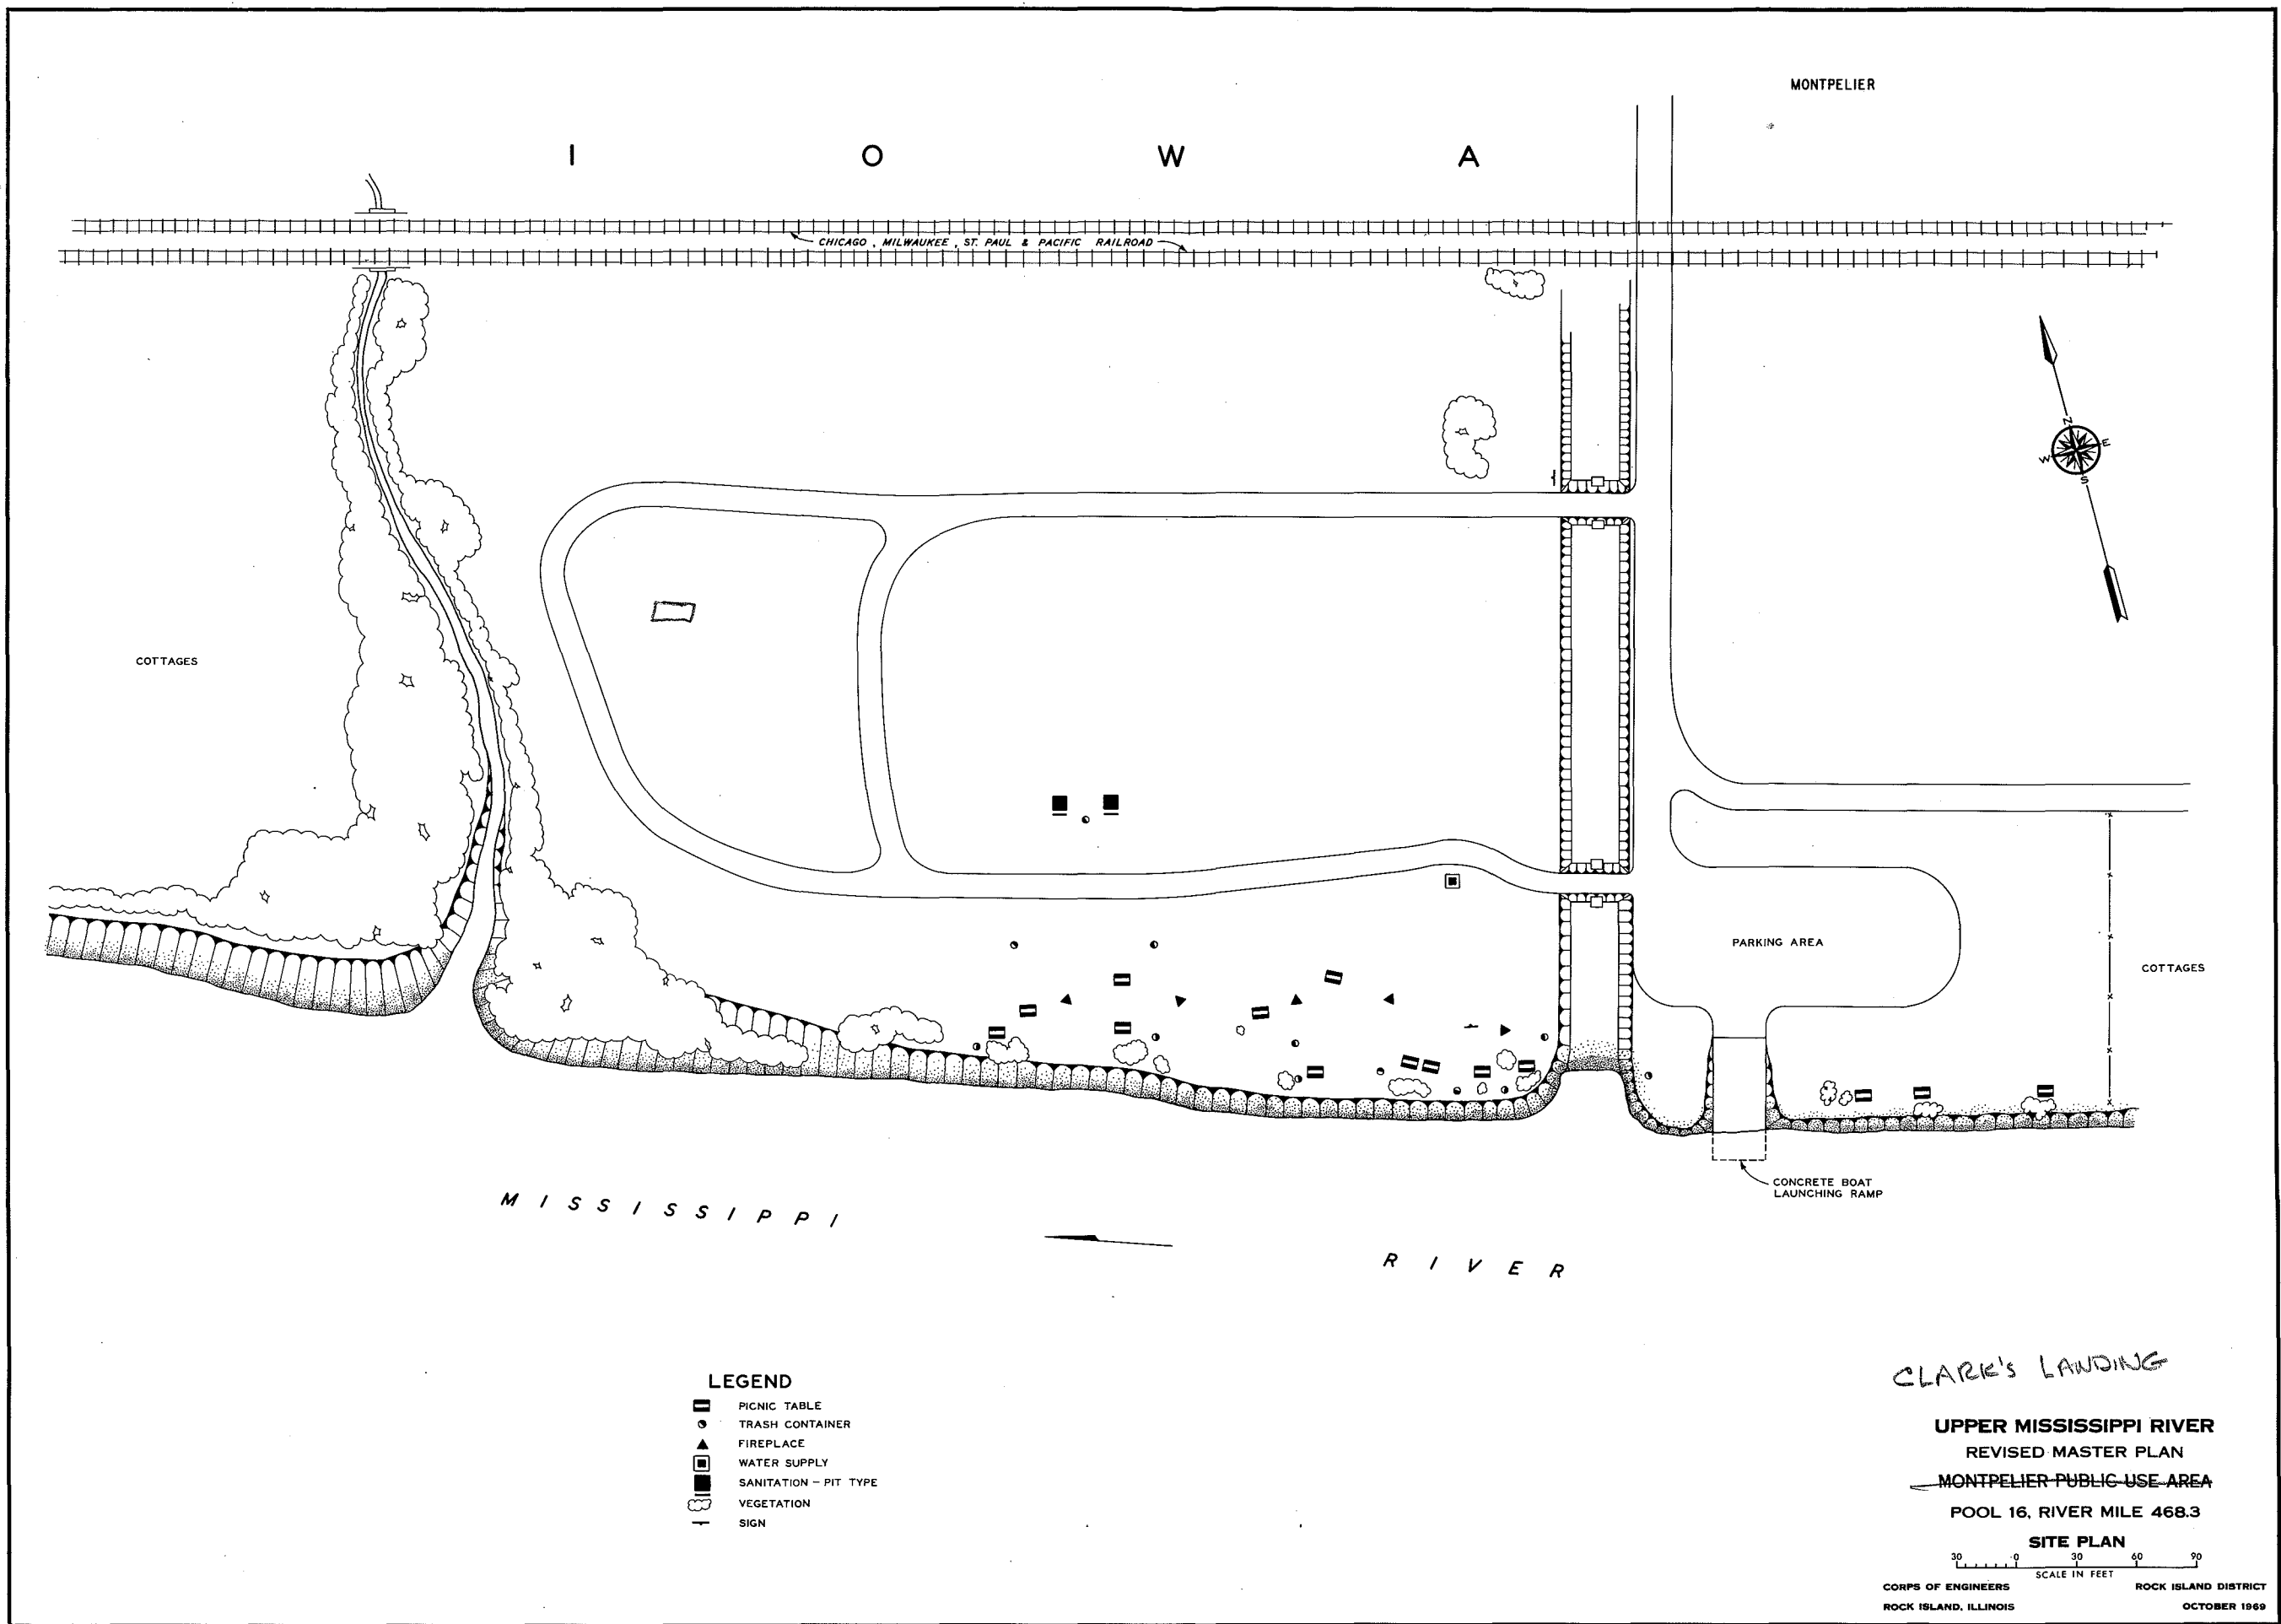 MONTPELIER
I O W A
CHICAGO, MILWAUKEE, ST. PAUL & PACIFIC RAILROAD
N
E
W
S
COTTAGES
PARKING AREA
COTTAGES
CONCRETE BOAT
LAUNCHING RAMP
MISSISSIPPI
RIVER
LEGEND
PICNIC TABLE
TRASH CONTAINER
FIREPLACE
WATER SUPPLY
SANITATION - PIT TYPE
VEGETATION
SIGN
CLARK'S LANDING
UPPER MISSISSIPPI RIVER
REVISED MASTER PLAN
MONTPELIER PUBLIC USE AREA
POOL 16, RIVER MILE 468.3
SITE PLAN
30 0 30 60 90
SCALE IN FEET
CORPS OF ENGINEERS ROCK ISLAND DISTRICT
ROCK ISLAND, ILLINOIS OCTOBER 1969